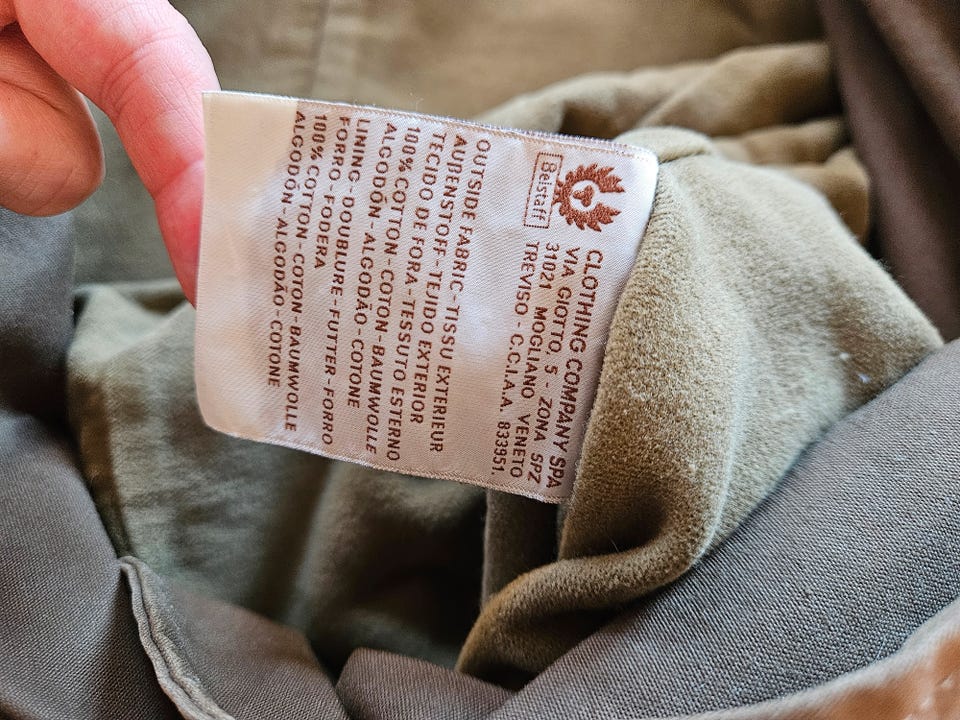 Belstaff
CLOTHING COMPANY SPA
VIA GIOTTO, 5 - ZONA SPZ
31021 MOGLIANO VENETO
TREVISO - C.C.I.A.A. 833951.
OUTSIDE FABRIC-TISSU EXTERIEUR
AUBENSTOFF-TEJIDO EXTERIOR
TECIDO DE FORA-TESSUTO ESTERNO
100% COTTON-COTON-BAUMWOLLE
ALGODÓN-ALGODÃO-COTONE
LINING-DOUBLURE-FUTTER-FORRO
FORRO-FODERA
100% COTTON-COTON-BAUMWOLLE
ALGODÓN-ALGODÃO-COTONE